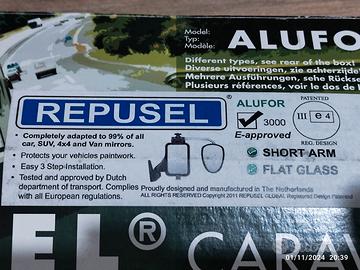 Model:
Typ:
Modèle:
ALUFOR
Different types, see rear of the box!
Diverse uitvoeringen, zie achterzijde
Mehrere Ausführungen, sehe Rückse
Plusieurs références, voir le dos de l
REPUSEL®
• Completely adapted to 99% of all
car, SUV, 4x4 and Van mirrors.
• Protects your vehicles paintwork.
• Easy 3 Step-Installation.
• Tested and approved by Dutch
department of transport. Complies
with all European regulations.
ALUFOR
3000
E-approved
PATENTED
III e4
REG. DESIGN
SHORT ARM
FLAT GLASS
Proudly designed and manufactured in The Netherlands
ALL RIGHTS RESERVED Copyright 2011 REPUSEL GLOBAL. Registered Design Patented
EL® CARAV
01/11/2024 20:39